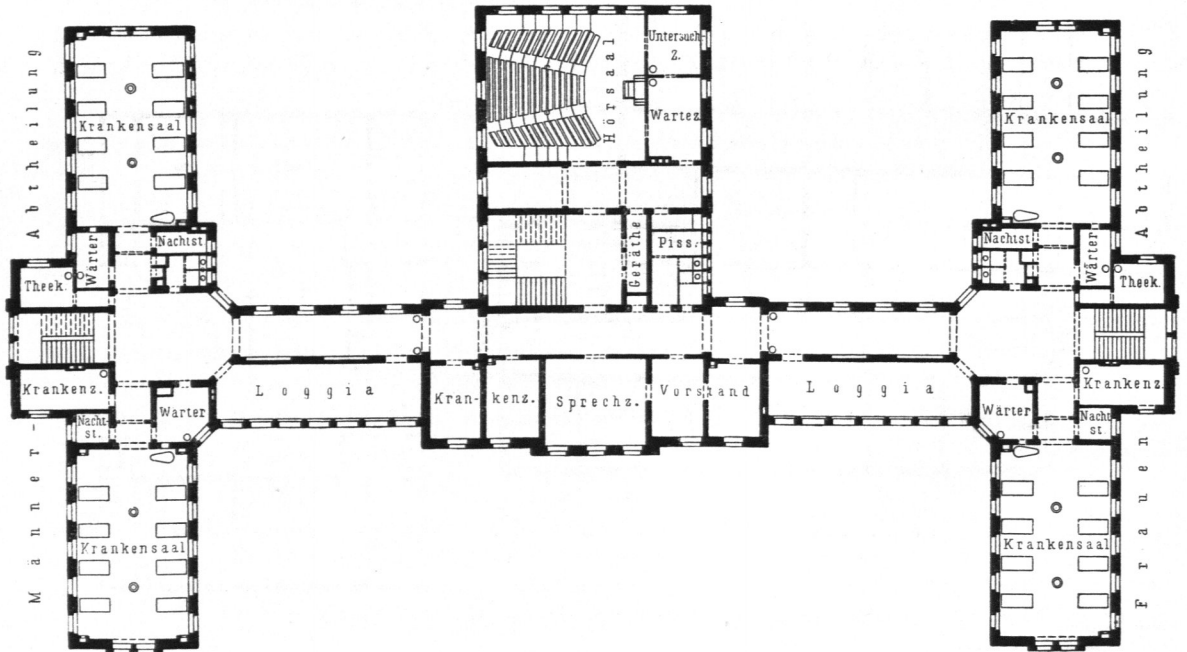 Männer-Abtheilung
Krankensaal
Nachtst.
Wärter
Theek.
Krankenz.
Nacht-
st.
Wärter
Krankensaal
Loggia
Hörsaal
Untersuch-
Z.
Wartez.
Geräthe
Piss.
Kran-
kenz.
Sprechz.
Vorstand
Loggia
Krankensaal
Nachtst.
Wärter
Theek.
Krankenz.
Nacht-
st.
Wärter
Krankensaal
Frauen Abtheilung